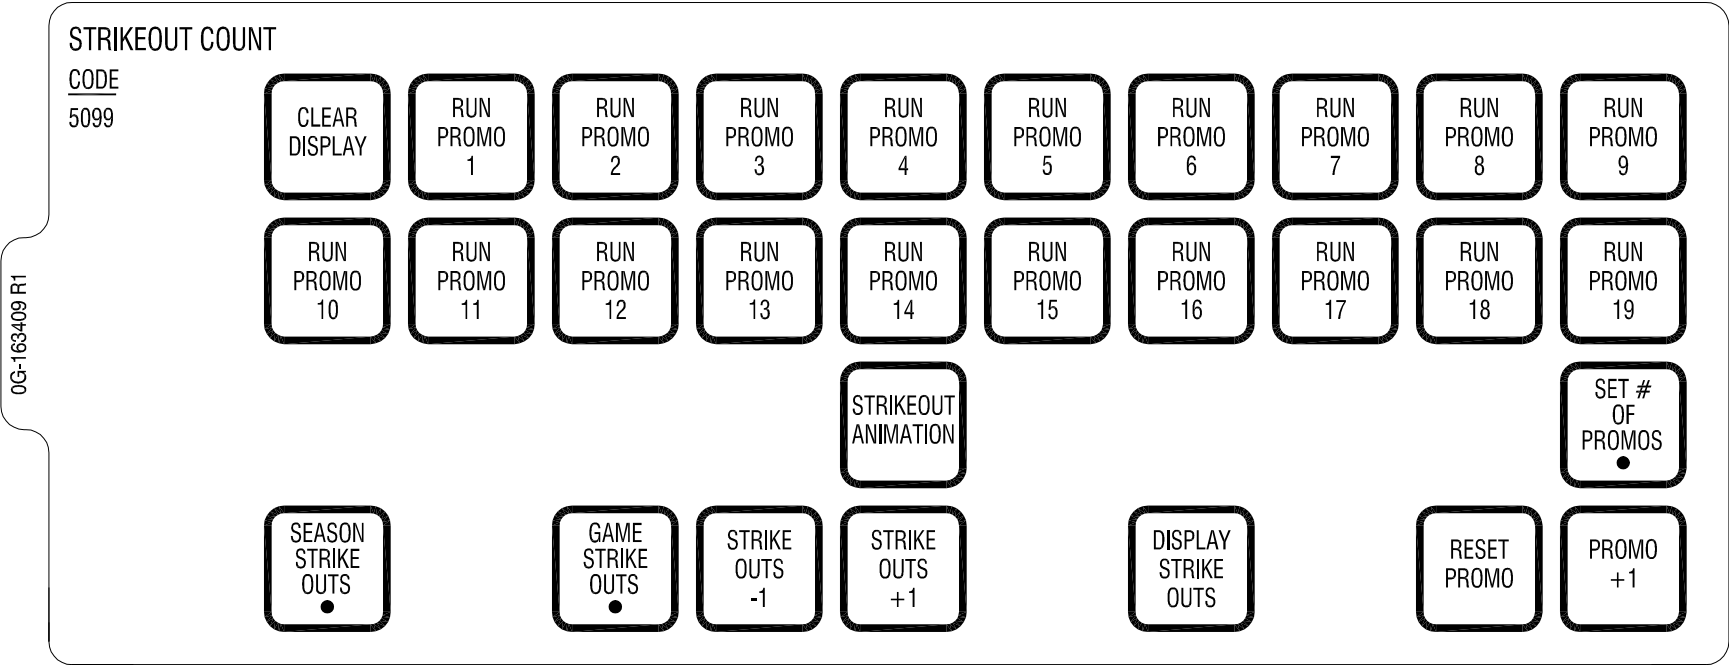 STRIKEOUT COUNT
CODE
5099
CLEAR
DISPLAY
RUN
PROMO
1
RUN
PROMO
2
RUN
PROMO
3
RUN
PROMO
4
RUN
PROMO
5
RUN
PROMO
6
RUN
PROMO
7
RUN
PROMO
8
RUN
PROMO
9
RUN
PROMO
10
RUN
PROMO
11
RUN
PROMO
12
RUN
PROMO
13
RUN
PROMO
14
RUN
PROMO
15
RUN
PROMO
16
RUN
PROMO
17
RUN
PROMO
18
RUN
PROMO
19
0G-163409 R1
STRIKEOUT
ANIMATION
SET #
OF
PROMOS
●
SEASON
STRIKE
OUTS
●
GAME
STRIKE
OUTS
●
STRIKE
OUTS
-1
STRIKE
OUTS
+1
DISPLAY
STRIKE
OUTS
RESET
PROMO
PROMO
+1